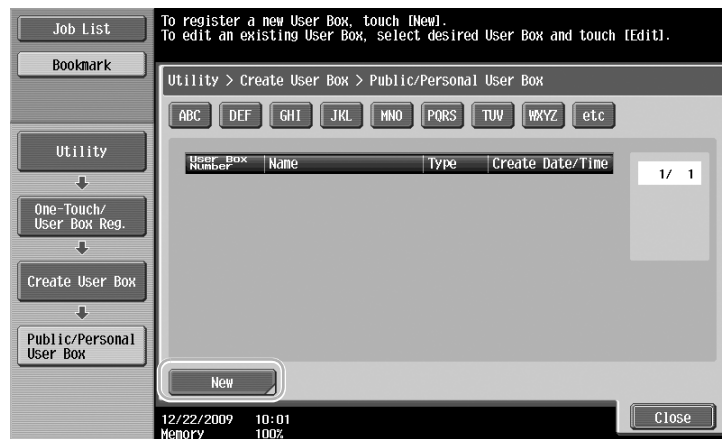 Job List
Bookmark
To register a new User Box, touch [New].
To edit an existing User Box, select desired User Box and touch [Edit].
Utility > Create User Box > Public/Personal User Box
ABC DEF GHI JKL MNO PQRS TUV WXYZ etc
Utility
One-Touch/
User Box Reg.
Create User Box
Public/Personal
User Box
User Box
Number Name Type Create Date/Time
1/ 1
New
12/22/2009 10:01
Memory 100%
Close